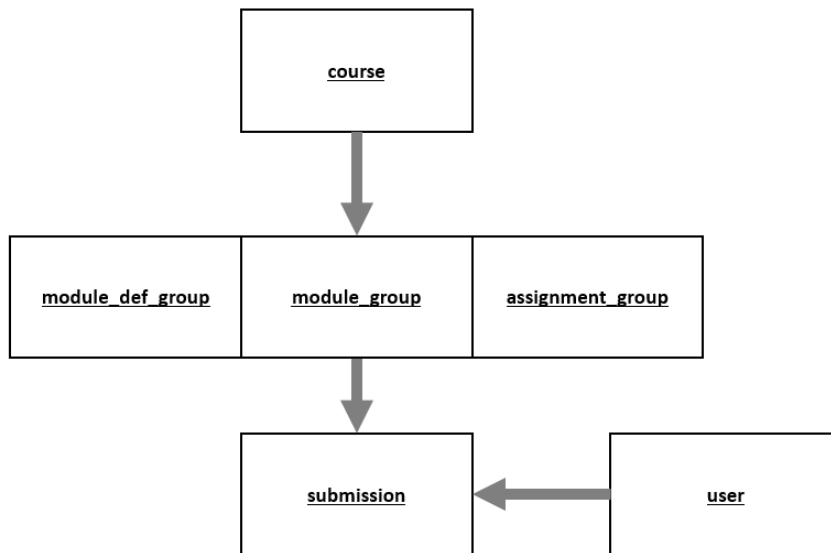 course
module_def_group
module_group
assignment_group
submission
user